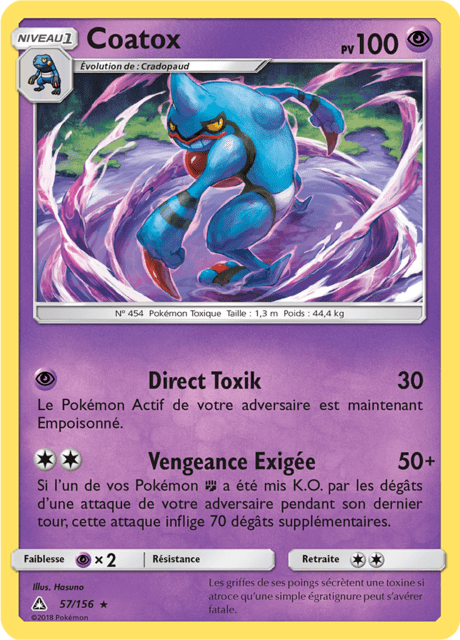 NIVEAU 1
Coatox
PV 100
Évolution de : Cradopaud
N° 454 Pokémon Toxique Taille : 1,3 m Poids : 44,4 kg
Direct Toxik 30
Le Pokémon Actif de votre adversaire est maintenant
Empoisonné.
Vengeance Exigée 50+
Si l'un de vos Pokémon a été mis K.O. par les dégâts
d'une attaque de votre adversaire pendant son dernier
tour, cette attaque inflige 70 dégâts supplémentaires.
Faiblesse ×2 Résistance Retraite
Illus. Hasuno
57/156 ★
©2018 Pokémon
Les griffes de ses poings sécrètent une toxine si
atroce qu'une simple égratignure peut s'avérer
fatale.